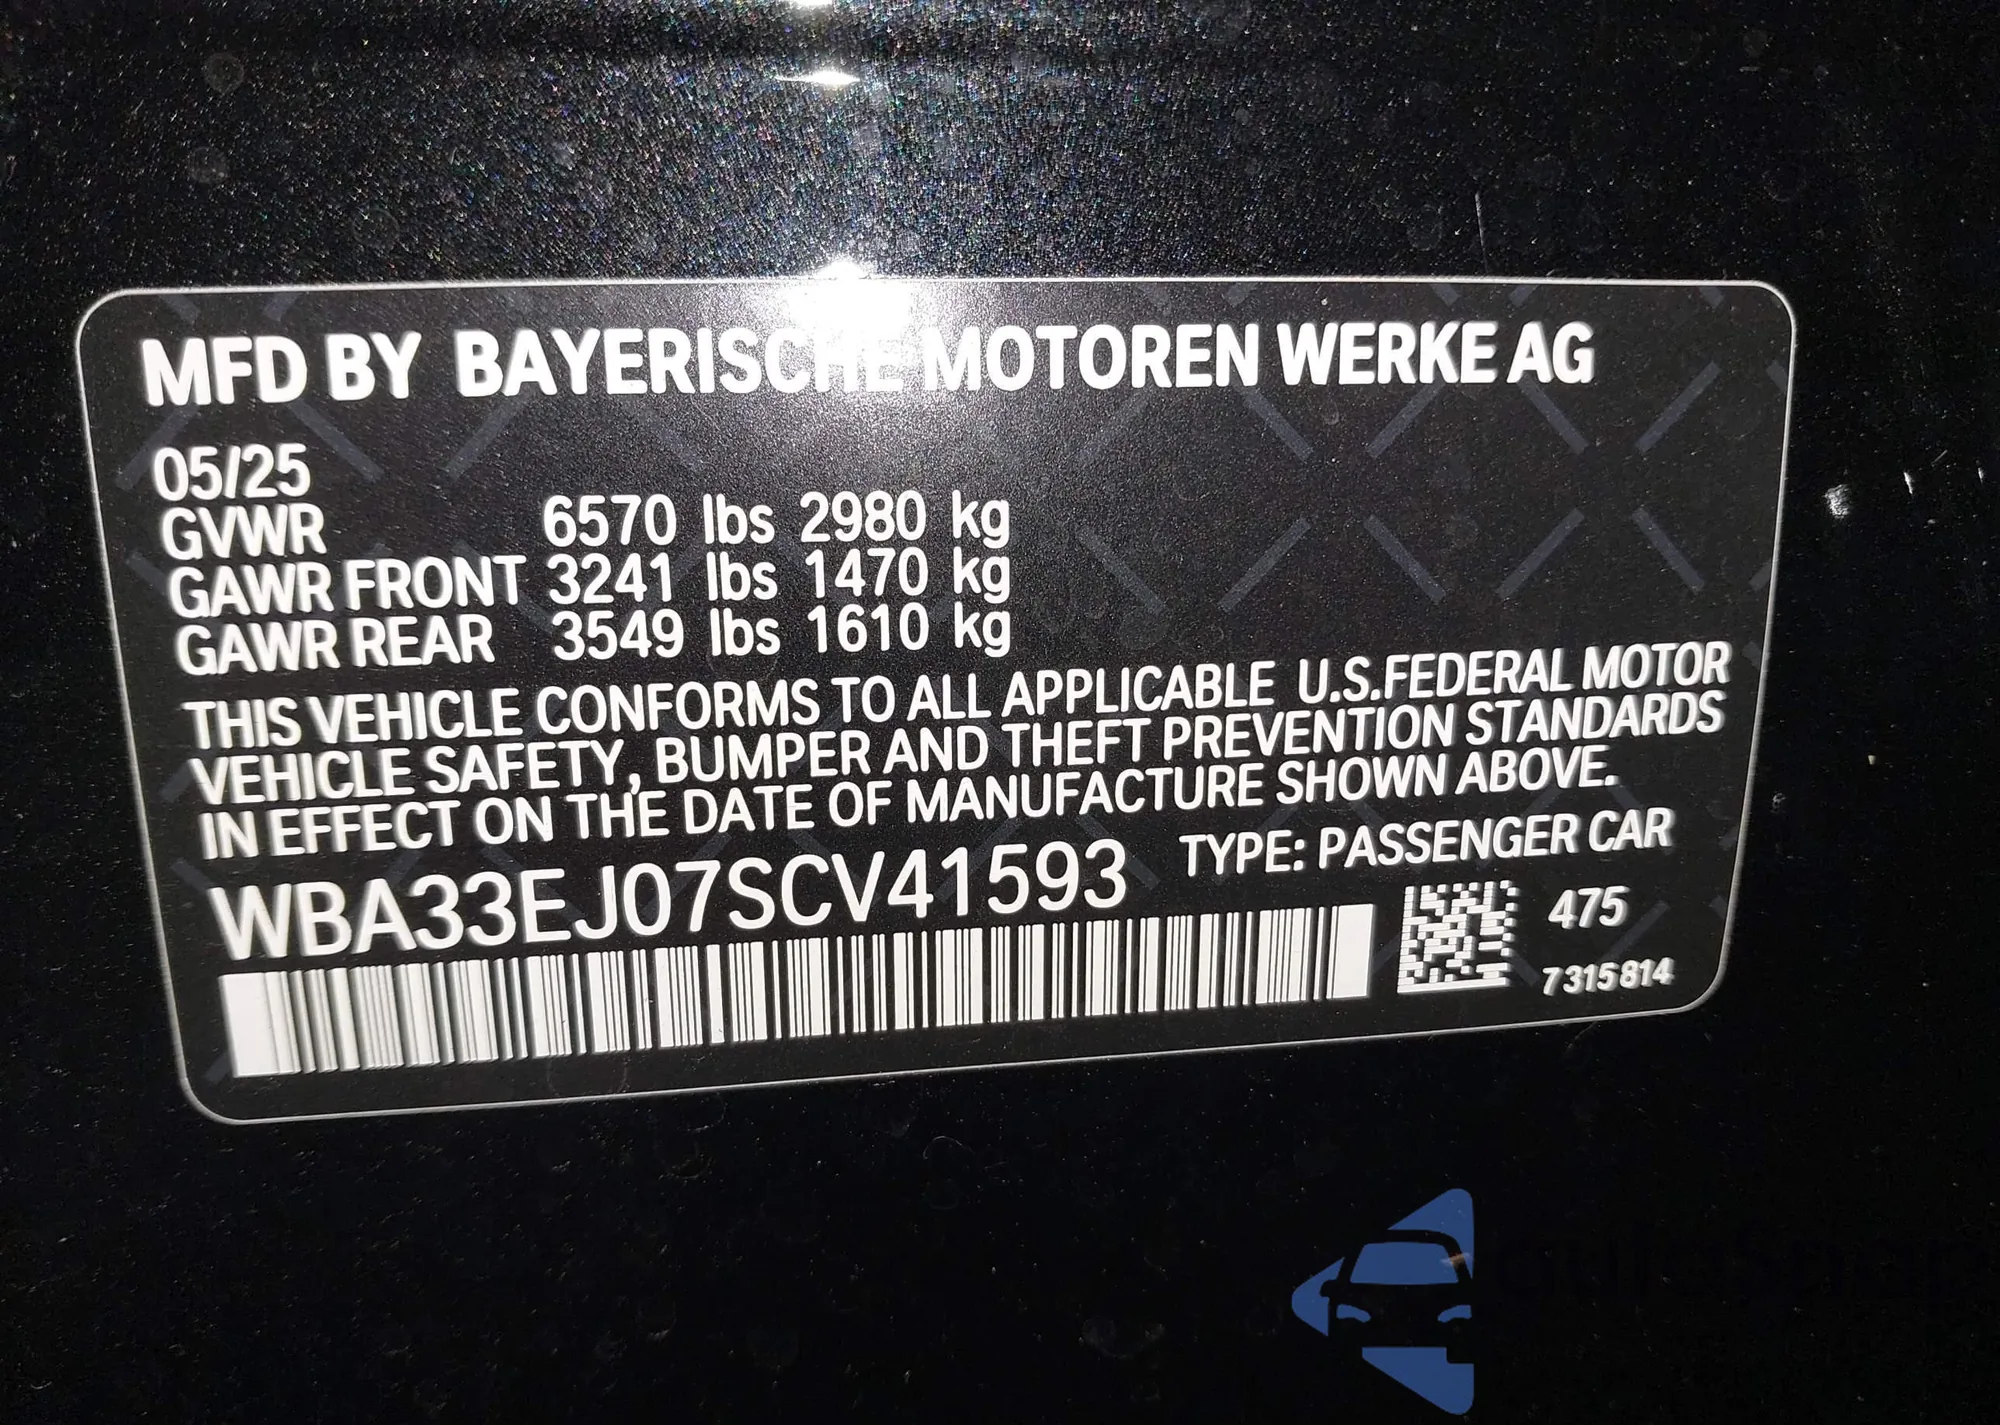 MFD BY BAYERISCHE MOTOREN WERKE AG
05/25
GVWR 6570 lbs 2980 kg
GAWR FRONT 3241 lbs 1470 kg
GAWR REAR 3549 lbs 1610 kg
THIS VEHICLE CONFORMS TO ALL APPLICABLE U.S.FEDERAL MOTOR
VEHICLE SAFETY, BUMPER AND THEFT PREVENTION STANDARDS
IN EFFECT ON THE DATE OF MANUFACTURE SHOWN ABOVE.
WBA33EJ07SCV41593 TYPE: PASSENGER CAR
475
7315814